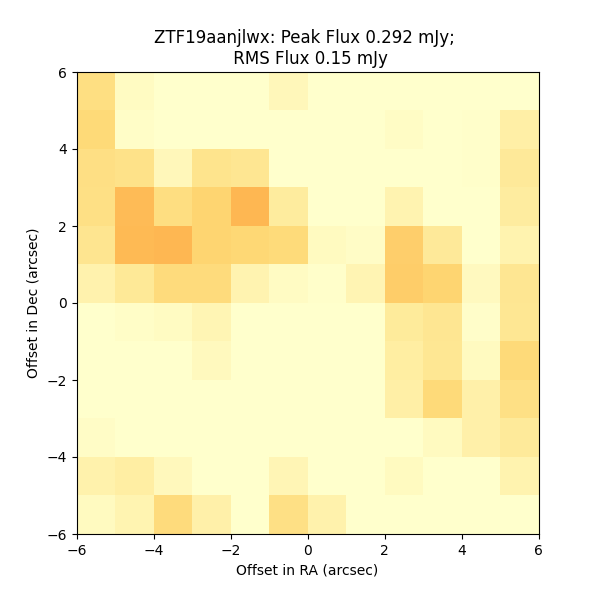 ZTF19aanjlwx: Peak Flux 0.292 mJy;
RMS Flux 0.15 mJy
6
4
2
0
−2
−4
−6
Offset in Dec (arcsec)
−6 −4 −2 0 2 4 6
Offset in RA (arcsec)